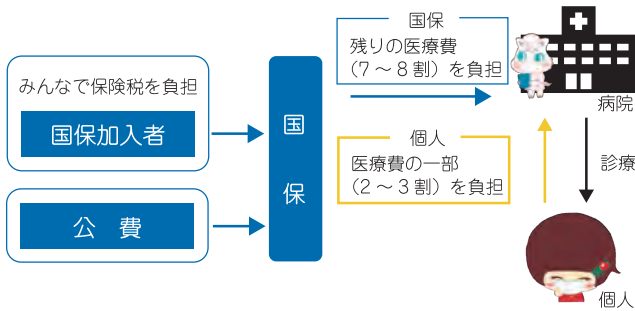 みんなで保険税を負担
国保加入者
公　費
国保
国保
残りの医療費
（7～8割）を負担
個人
医療費の一部
（2～3割）を負担
病院
診療
個人